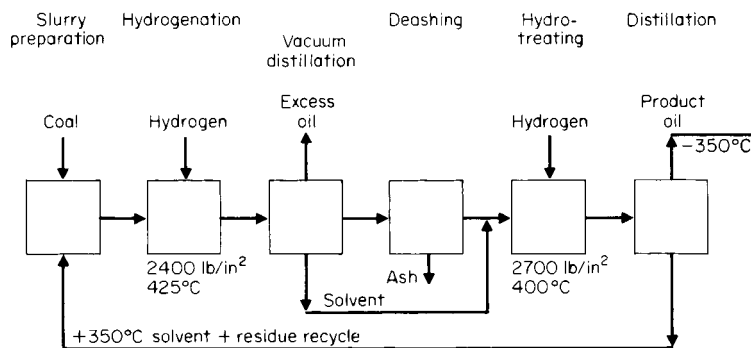 Slurry
preparation
Hydrogenation
Vacuum
distillation
Deashing
Hydro-
treating
Distillation
Coal
Hydrogen
Excess
oil
Hydrogen
Product
oil
−350°C
2400 lb/in²
425°C
Ash
2700 lb/in²
400°C
Solvent
+350°C solvent + residue recycle